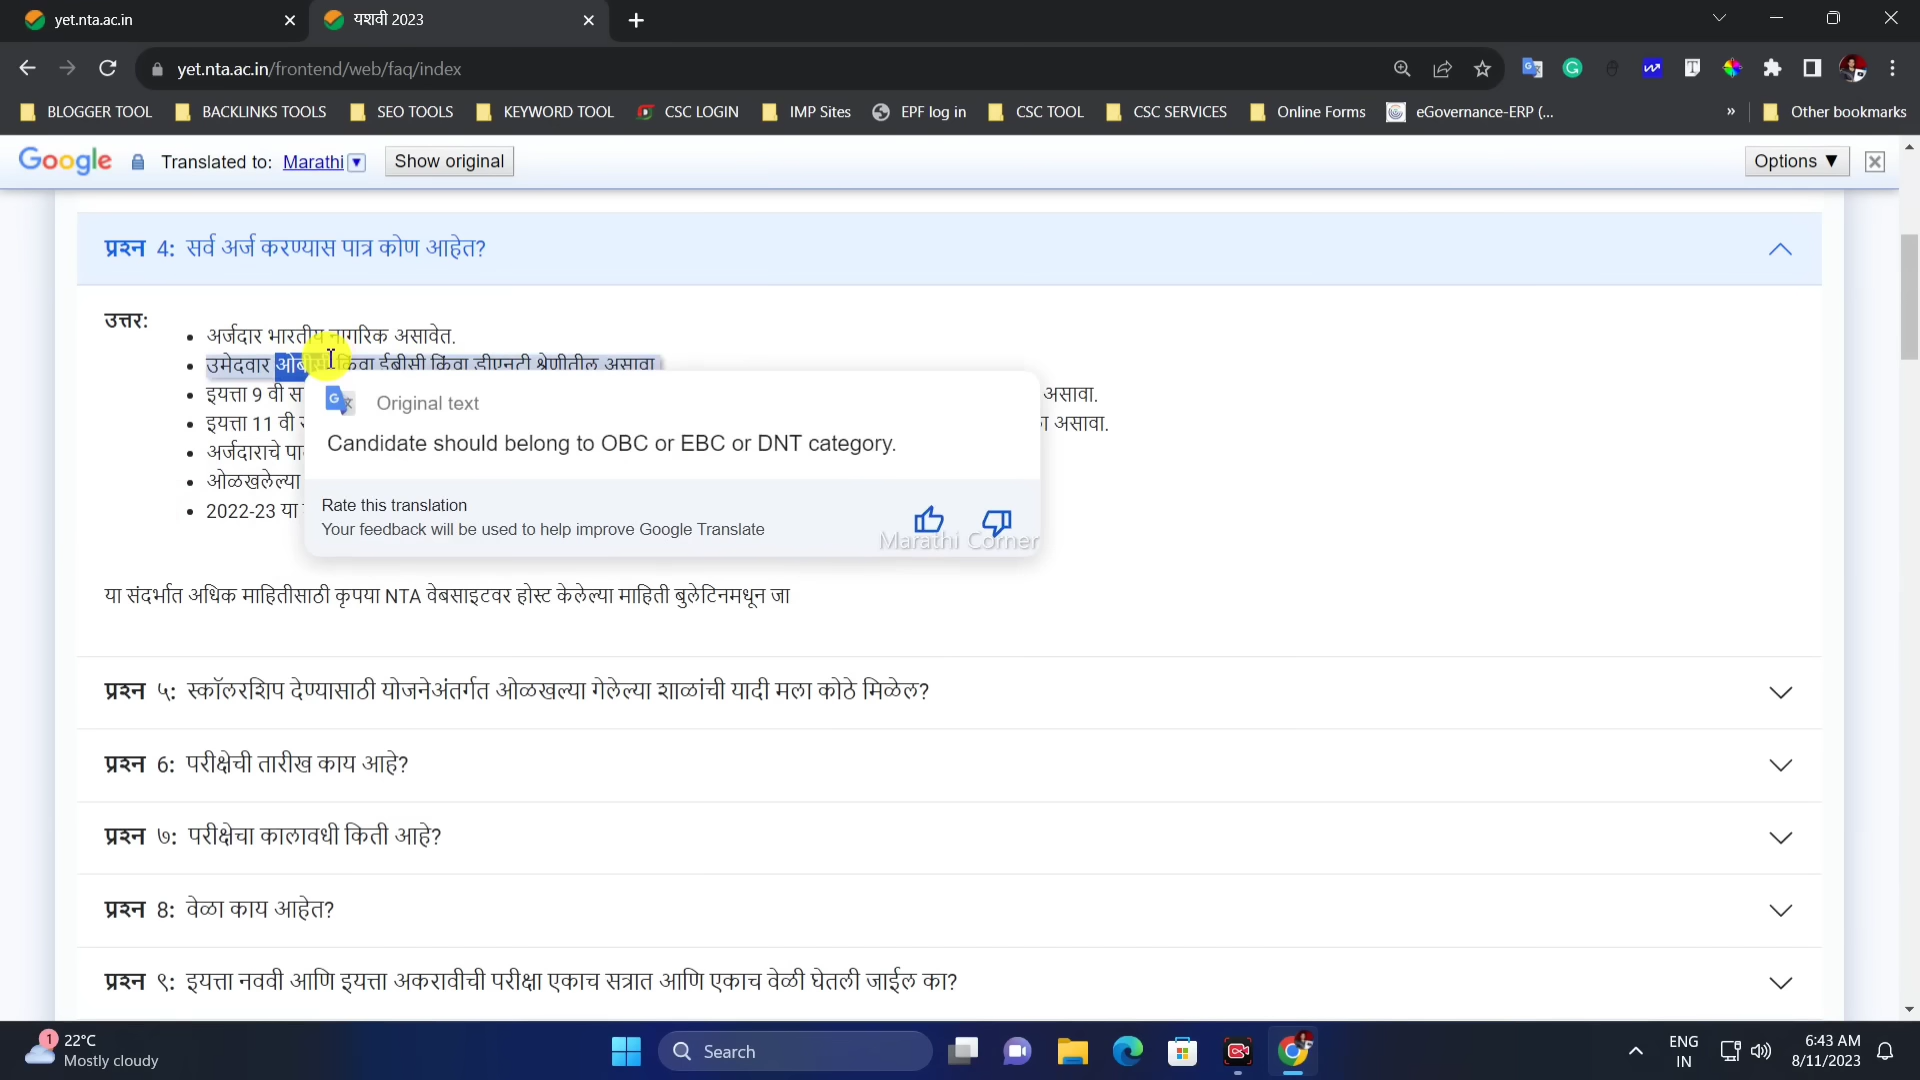 yet.nta.ac.in
यशवी 2023
yet.nta.ac.in/frontend/web/faq/index
BLOGGER TOOL
BACKLINKS TOOLS
SEO TOOLS
KEYWORD TOOL
CSC LOGIN
IMP Sites
EPF log in
CSC TOOL
CSC SERVICES
Online Forms
eGovernance-ERP (...
»
Other bookmarks
Google Translated to: Marathi Show original
Options ▼
प्रश्न 4: सर्व अर्ज करण्यास पात्र कोण आहेत?
उत्तर:
• अर्जदार भारतीय नागरिक असावेत.
• उमेदवार ओबीसी किंवा ईबीसी किंवा डीएनटी श्रेणीतील असावा
• इयत्ता 9 वी असावा.
• इयत्ता 11 वी असावा.
• अर्जदाराचे
• ओळखलेल्या
• 2022-23 या
Original text
Candidate should belong to OBC or EBC or DNT category.
Rate this translation
Your feedback will be used to help improve Google Translate
Marathi Corner
या संदर्भात अधिक माहितीसाठी कृपया NTA वेबसाइटवर होस्ट केलेल्या माहिती बुलेटिनमधून जा
प्रश्न ५: स्कॉलरशिप देण्यासाठी योजनेअंतर्गत ओळखल्या गेलेल्या शाळांची यादी मला कोठे मिळेल?
प्रश्न 6: परीक्षेची तारीख काय आहे?
प्रश्न ७: परीक्षेचा कालावधी किती आहे?
प्रश्न 8: वेळा काय आहेत?
प्रश्न ९: इयत्ता नववी आणि इयत्ता अकरावीची परीक्षा एकाच सत्रात आणि एकाच वेळी घेतली जाईल का?
1
22°C
Mostly cloudy
Search
ENG
IN
6:43 AM
8/11/2023